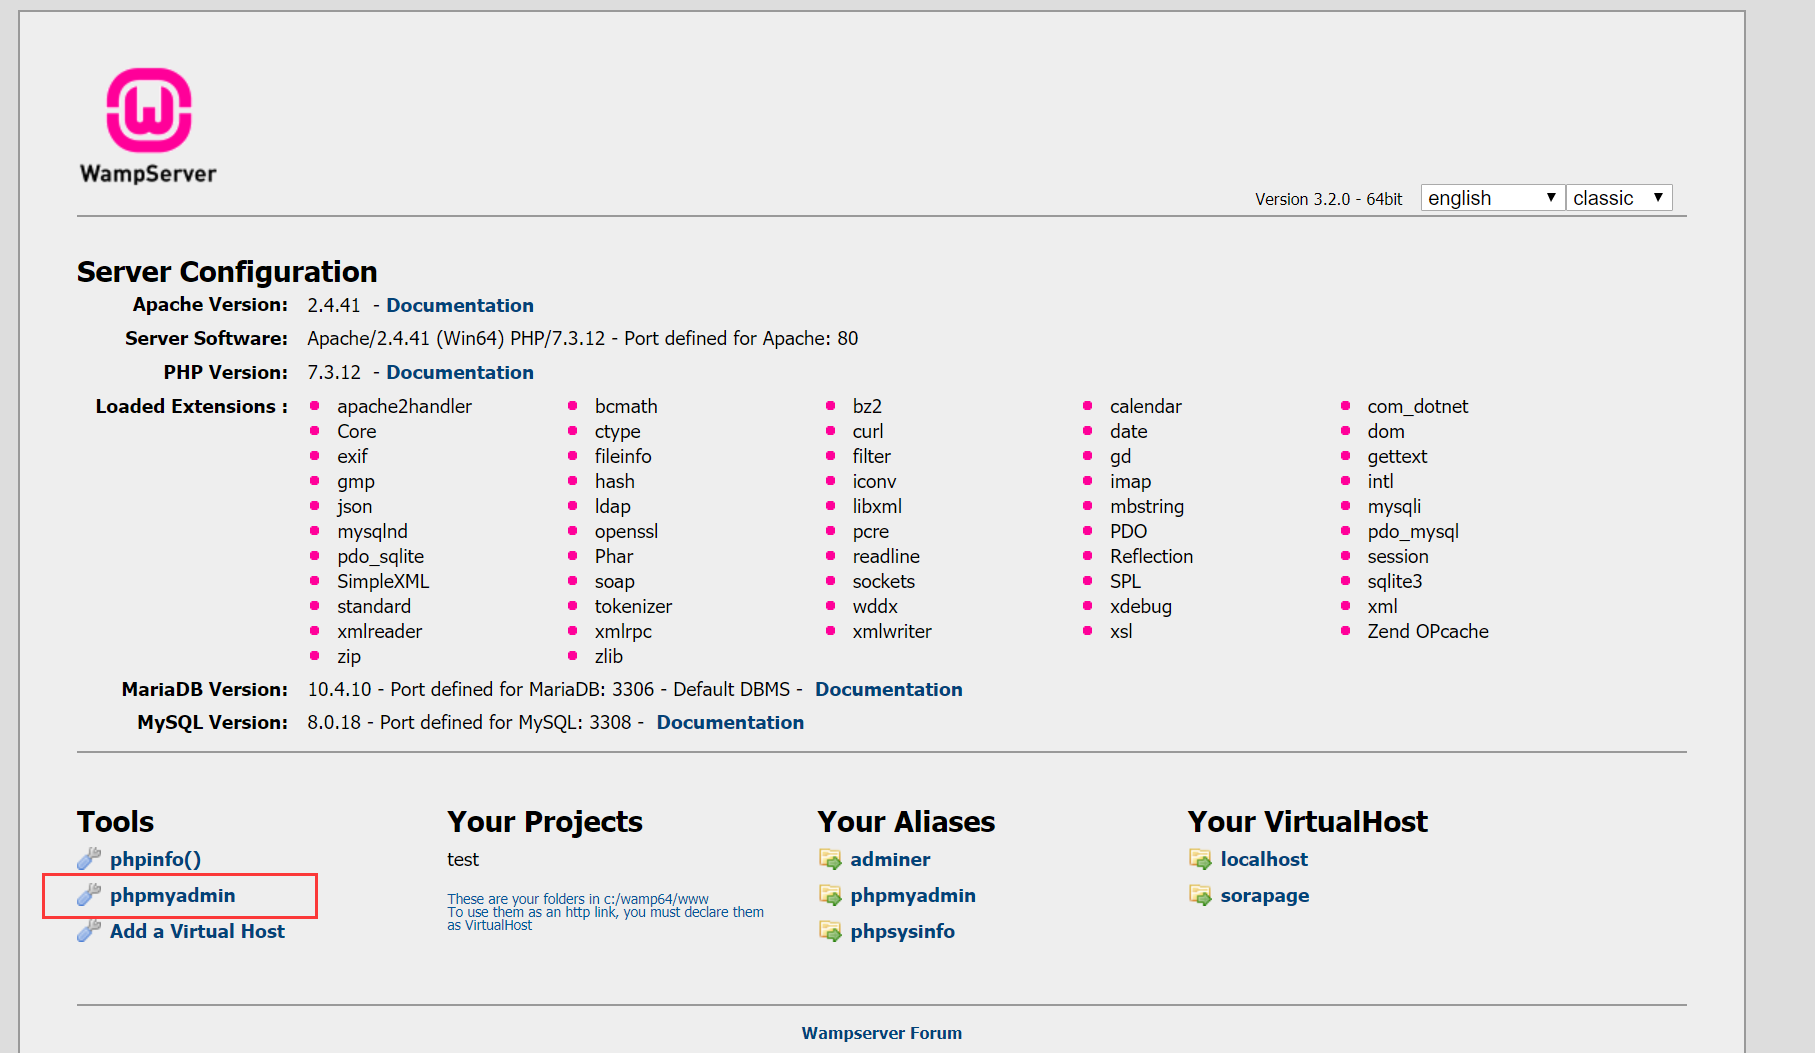 WampServer
Version 3.2.0 - 64bit english classic
Server Configuration
Apache Version: 2.4.41 - Documentation
Server Software: Apache/2.4.41 (Win64) PHP/7.3.12 - Port defined for Apache: 80
PHP Version: 7.3.12 - Documentation
Loaded Extensions : apache2handler bcmath bz2 calendar com_dotnet
Core ctype curl date dom
exif fileinfo filter gd gettext
gmp hash iconv imap intl
json ldap libxml mbstring mysqli
mysqlnd openssl pcre PDO pdo_mysql
pdo_sqlite Phar readline Reflection session
SimpleXML soap sockets SPL sqlite3
standard tokenizer wddx xdebug xml
xmlreader xmlrpc xmlwriter xsl Zend OPcache
zip zlib
MariaDB Version: 10.4.10 - Port defined for MariaDB: 3306 - Default DBMS - Documentation
MySQL Version: 8.0.18 - Port defined for MySQL: 3308 - Documentation
Tools
phpinfo()
phpmyadmin
Add a Virtual Host
Your Projects
test
These are your folders in c:/wamp64/www
To use them as an http link, you must declare them
as VirtualHost
Your Aliases
adminer
phpmyadmin
phpsysinfo
Your VirtualHost
localhost
sorapage
Wampserver Forum